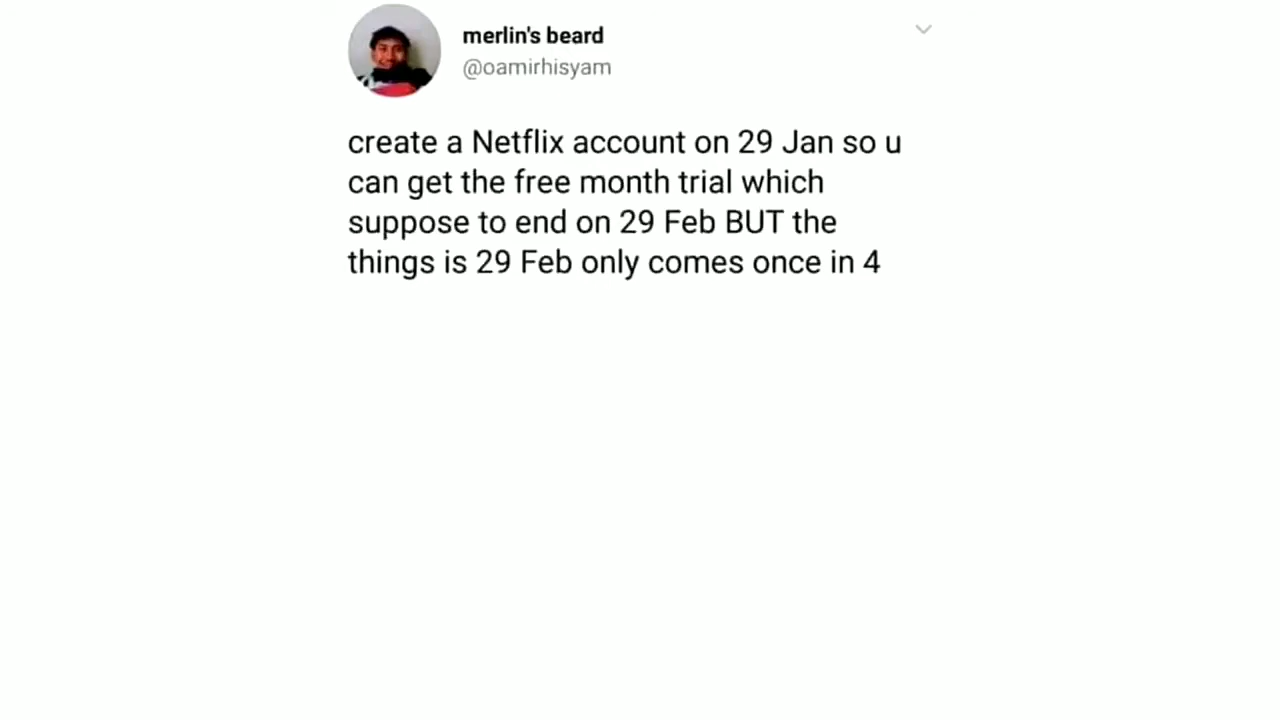 merlin's beard
@oamirhisyam
create a Netflix account on 29 Jan so u
can get the free month trial which
suppose to end on 29 Feb BUT the
things is 29 Feb only comes once in 4